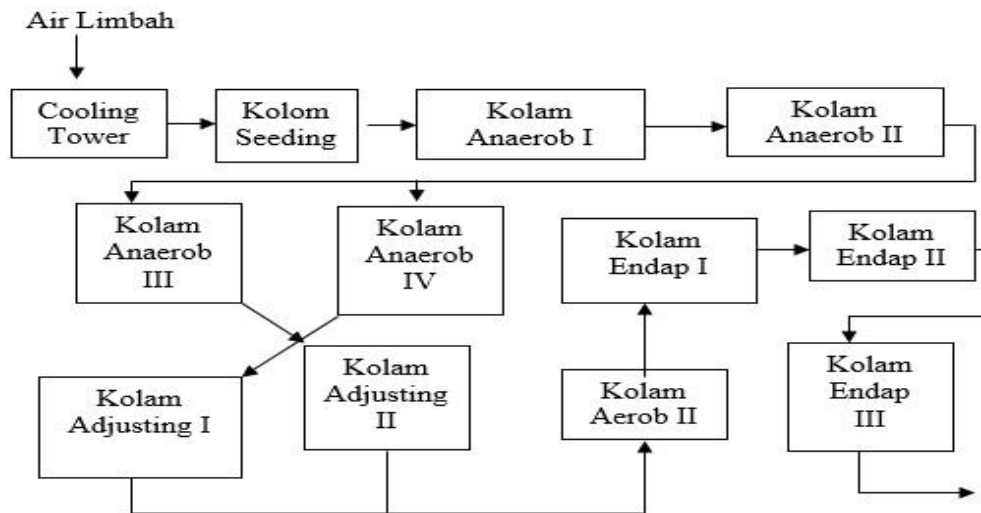 Air Limbah
Cooling
Tower
Kolom
Seeding
Kolam
Anaerob I
Kolam
Anaerob II
Kolam
Anaerob
III
Kolam
Anaerob
IV
Kolam
Endap I
Kolam
Endap II
Kolam
Adjusting I
Kolam
Adjusting
II
Kolam
Aerob II
Kolam
Endap
III